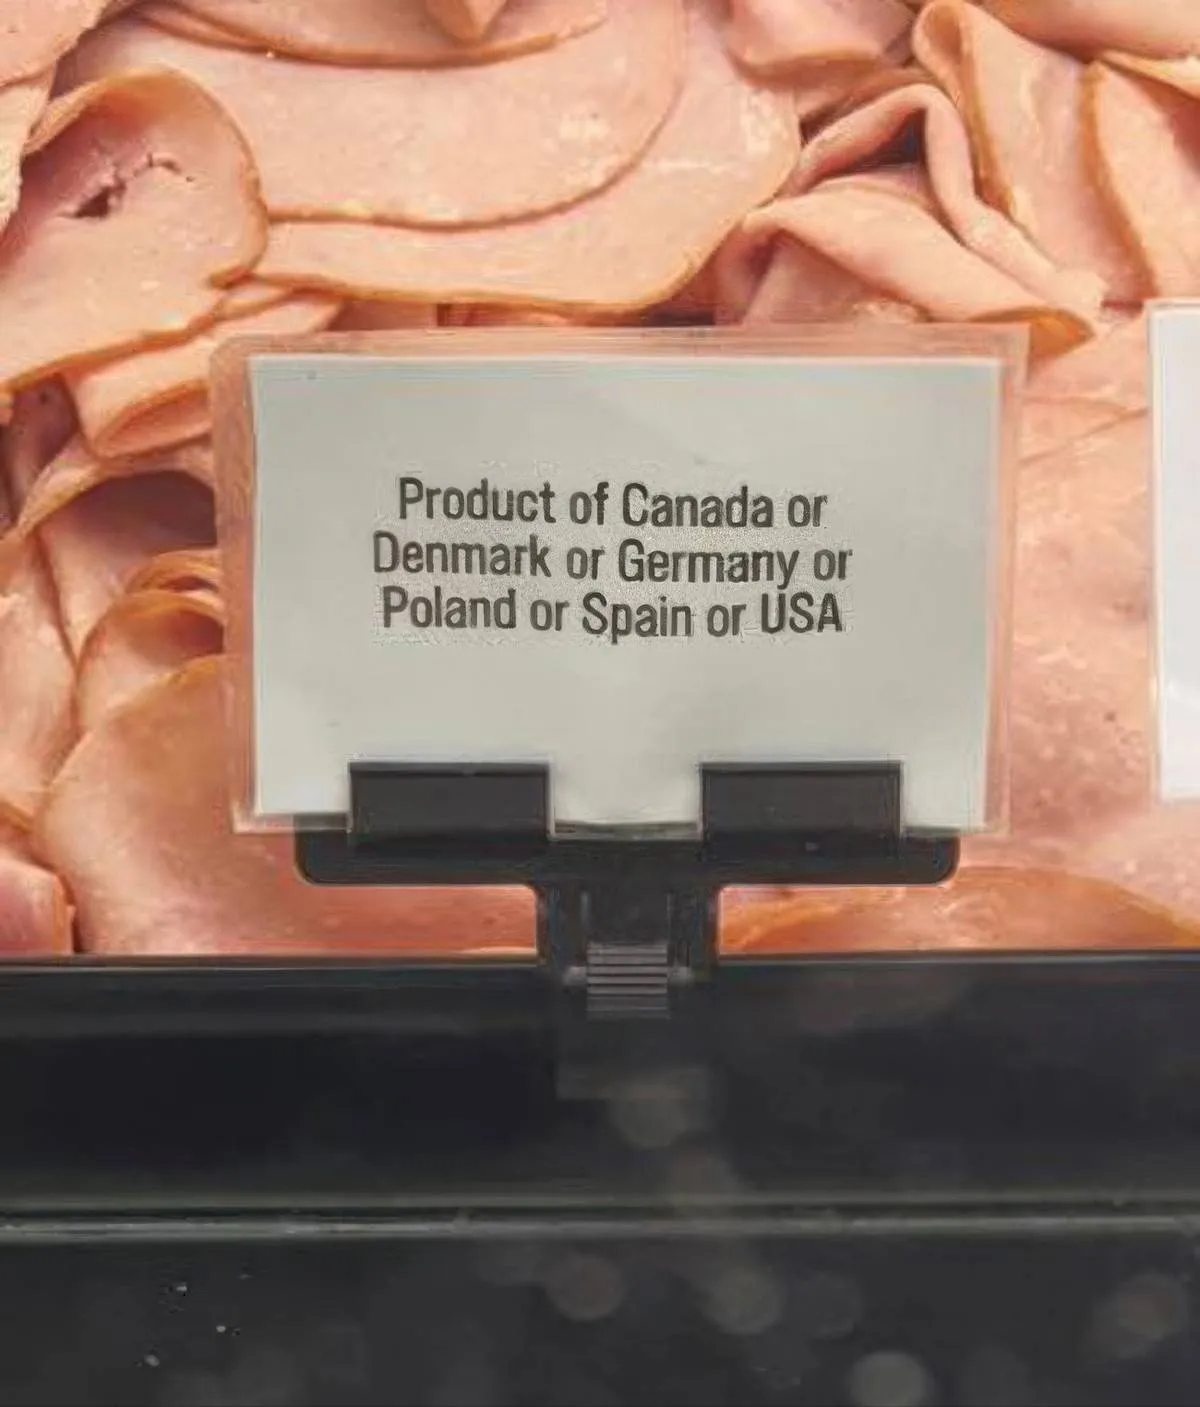 Product of Canada or
Denmark or Germany or
Poland or Spain or USA